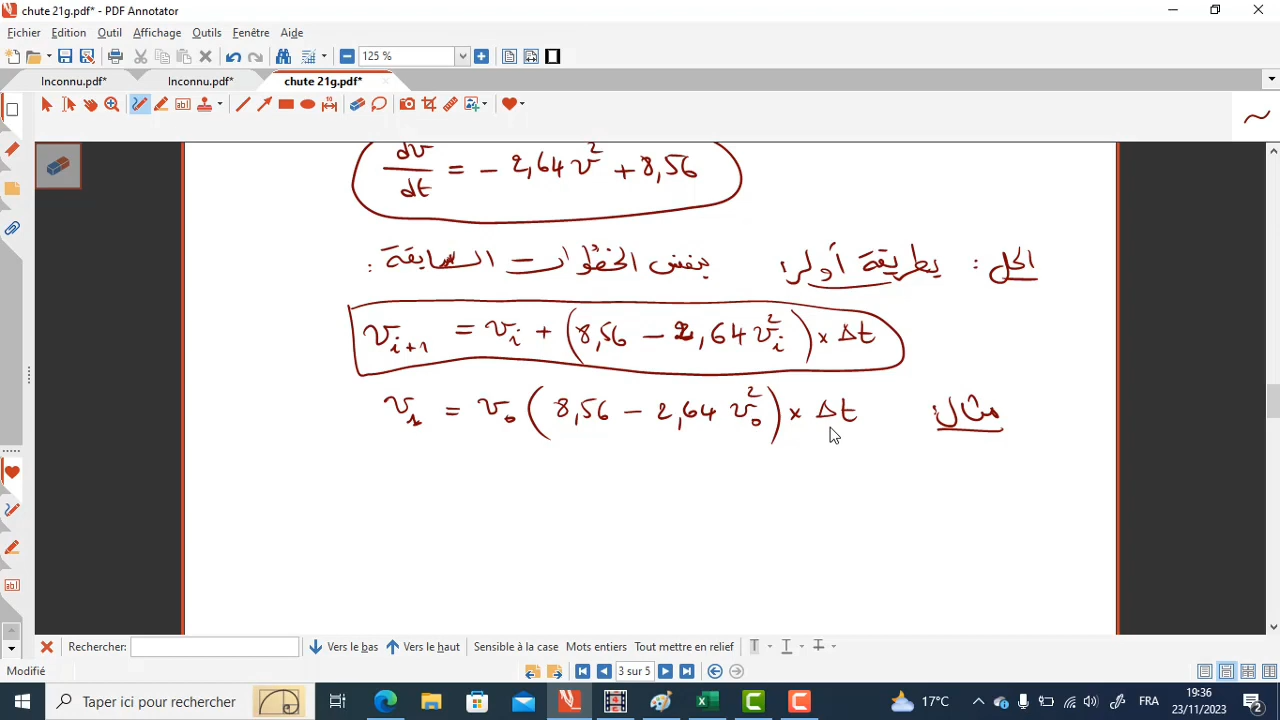 chute 21g.pdf* - PDF Annotator
Fichier Edition Outil Affichage Outils Fenêtre Aide
125 %
Inconnu.pdf* Inconnu.pdf* chute 21g.pdf*
dv/dt = - 2,64 v² + 8,56
الحل : بطريقة أولر: بنفس الخطوات السابقة :
v_{i+1} = v_i + (8,56 - 2,64 v_i²) × Δt
v_1 = v_0 (8,56 - 2,64 v_0²) × Δt مثال
Rechercher: Vers le bas Vers le haut Sensible à la case Mots entiers Tout mettre en relief
Modifié 3 sur 5
Taper ici pour rechercher 17°C FRA 19:36
23/11/2023 2